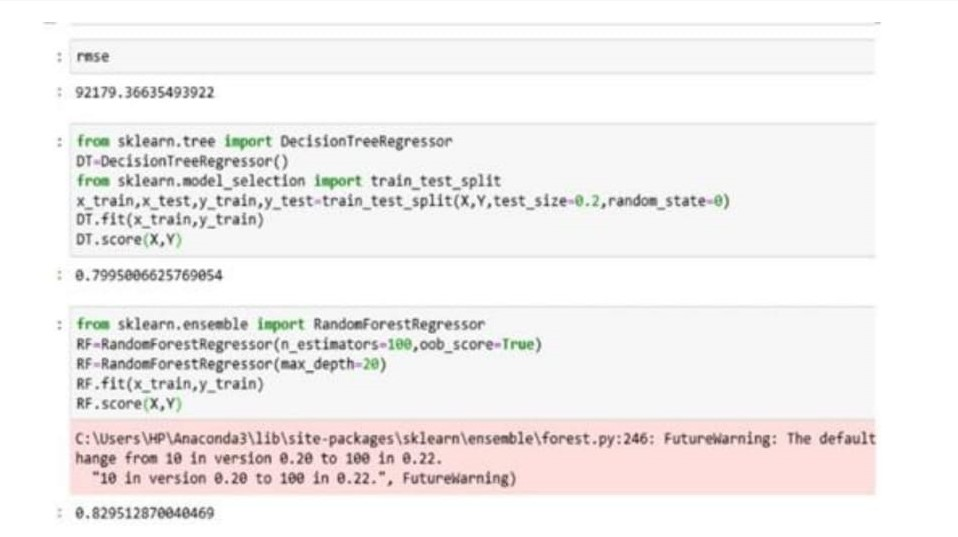 : rmse
: 92179.36635493922
: from sklearn.tree import DecisionTreeRegressor
DT=DecisionTreeRegressor()
from sklearn.model_selection import train_test_split
x_train,x_test,y_train,y_test=train_test_split(X,Y,test_size=0.2,random_state=0)
DT.fit(x_train,y_train)
DT.score(X,Y)
: 0.7995006625769054
: from sklearn.ensemble import RandomForestRegressor
RF=RandomForestRegressor(n_estimators=100,oob_score=True)
RF=RandomForestRegressor(max_depth=20)
RF.fit(x_train,y_train)
RF.score(X,Y)
C:\Users\HP\Anaconda3\lib\site-packages\sklearn\ensemble\forest.py:246: FutureWarning: The default
hange from 10 in version 0.20 to 100 in 0.22.
"10 in version 0.20 to 100 in 0.22.", FutureWarning)
: 0.829512870040469